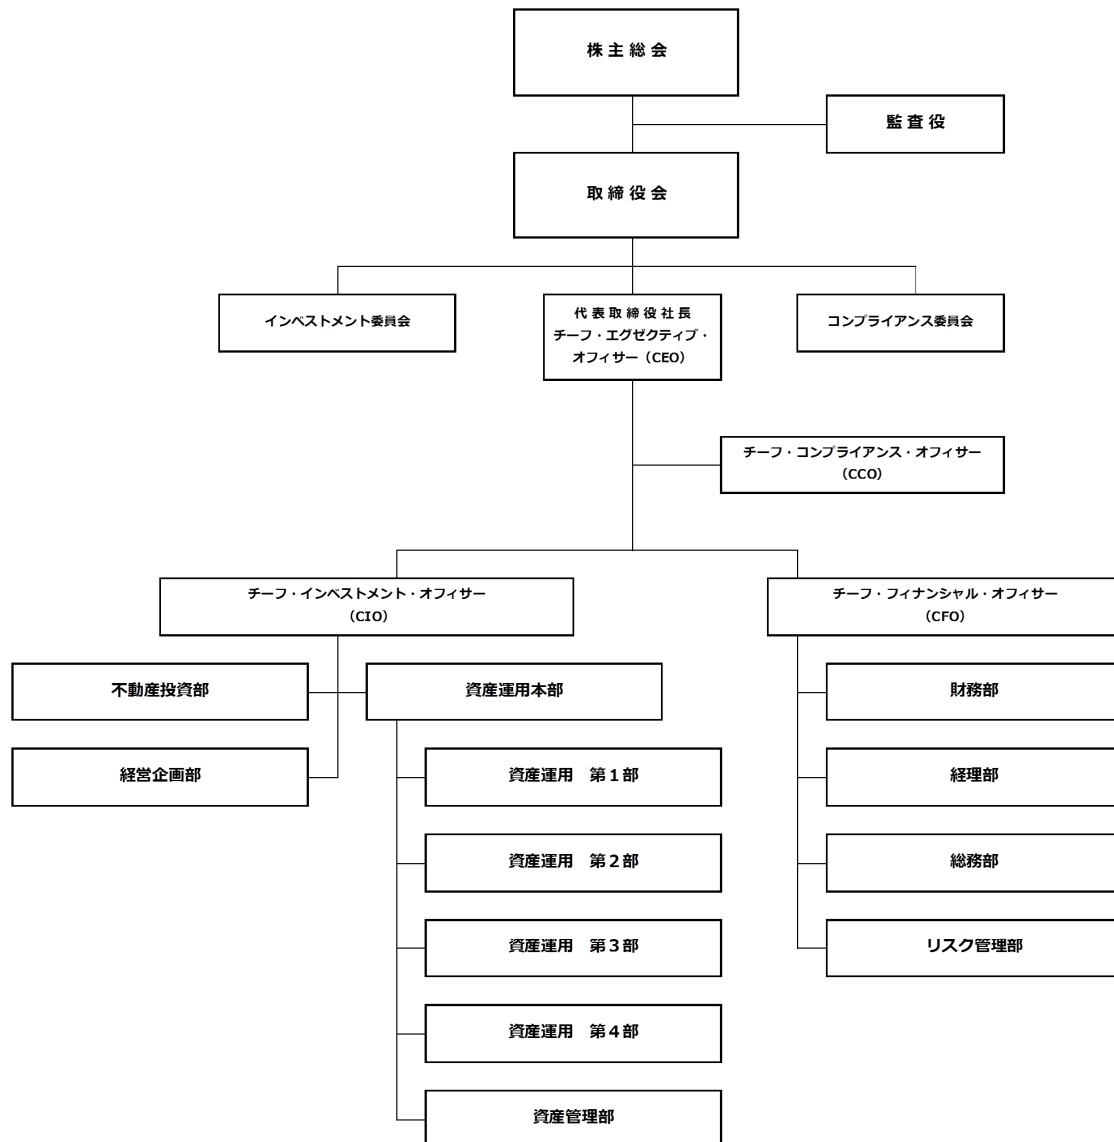 株主総会
監査役
取締役会
インベストメント委員会
代表取締役社長
チーフ・エグゼクティブ・
オフィサー（CEO）
コンプライアンス委員会
チーフ・コンプライアンス・オフィサー
（CCO）
チーフ・インベストメント・オフィサー
（CIO）
チーフ・フィナンシャル・オフィサー
（CFO）
不動産投資部
資産運用本部
財務部
経営企画部
資産運用　第１部
経理部
資産運用　第２部
総務部
資産運用　第３部
リスク管理部
資産運用　第４部
資産管理部